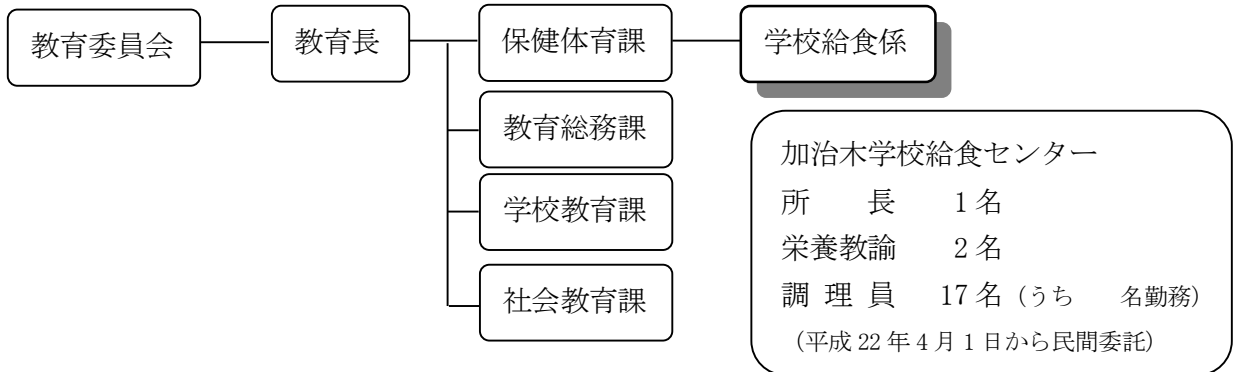 教育委員会
教育長
保健体育課
学校給食係
教育総務課
学校教育課
社会教育課
加治木学校給食センター
所　　長　　1名
栄養教諭　　2名
調 理 員　　17名（うち　　名勤務）
（平成22年4月1日から民間委託）